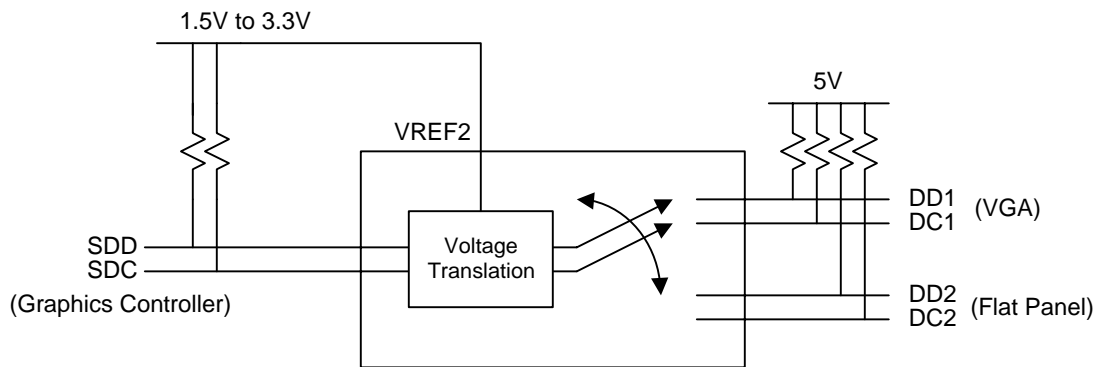 1.5V to 3.3V
5V
VREF2
DD1
DC1
(VGA)
SDD
SDC
(Graphics Controller)
Voltage
Translation
DD2
DC2
(Flat Panel)